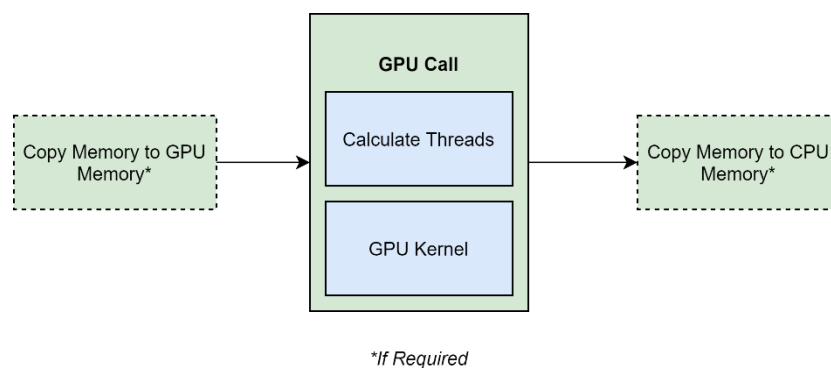 GPU Call
Copy Memory to GPU
Memory*
Calculate Threads
GPU Kernel
Copy Memory to CPU
Memory*
*If Required